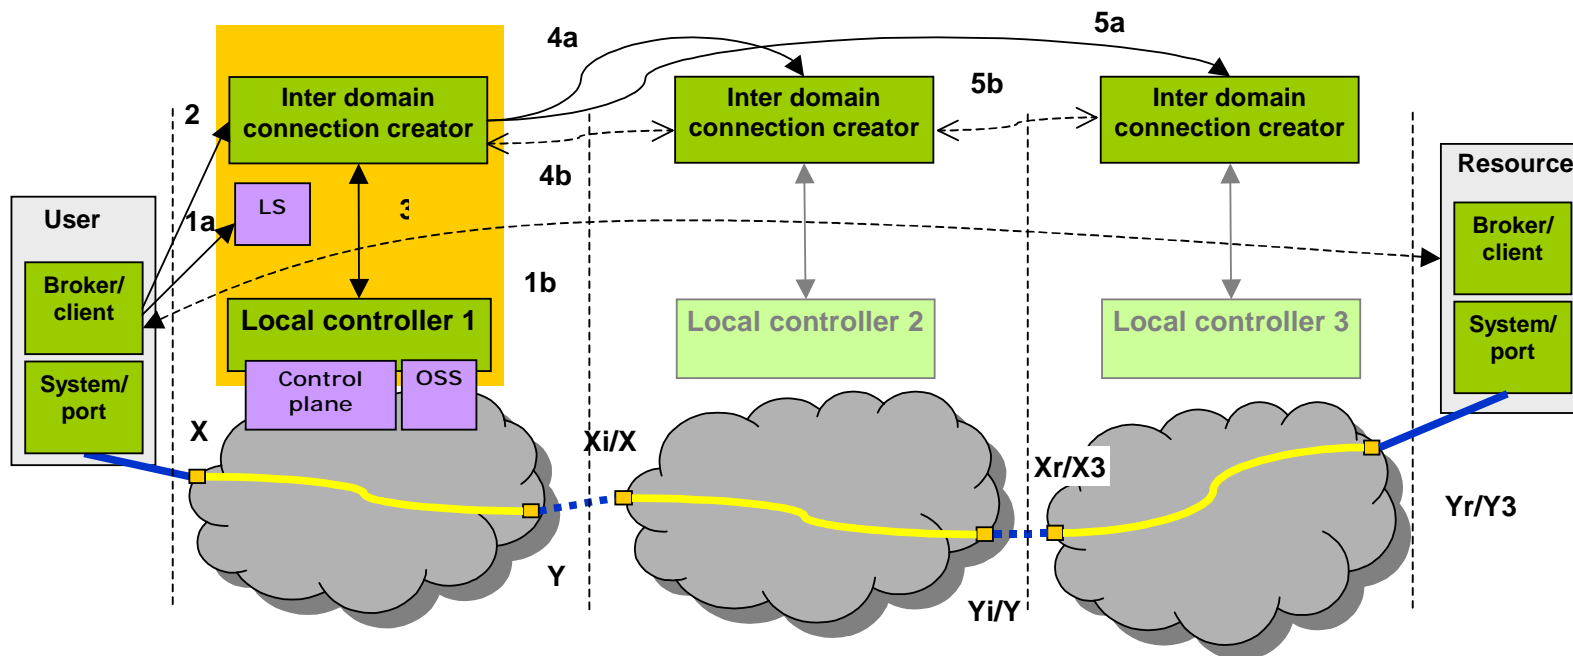 5a
4a
Inter domain
connection creator
Inter domain
connection creator
Inter domain
connection creator
5b
2
Resource
4b
LS
3
User
1a
Broker/
client
Broker/
client
1b
Local controller 1
Local controller 2
Local controller 3
System/
port
System/
port
Control
plane
OSS
X
Xi/X
Xr/X3
Yr/Y3
Y
Yi/Y